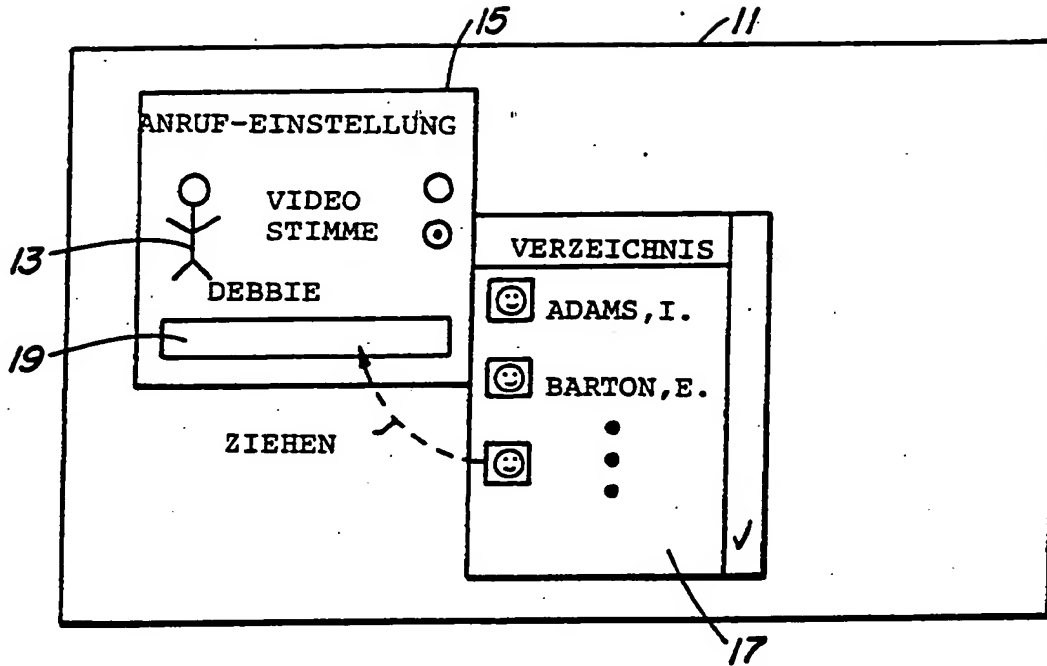 15
11
ANRUF-EINSTELLUNG
VIDEO
STIMME
13
DEBBIE
19
VERZEICHNIS
ADAMS,I.
BARTON,E.
ZIEHEN
17